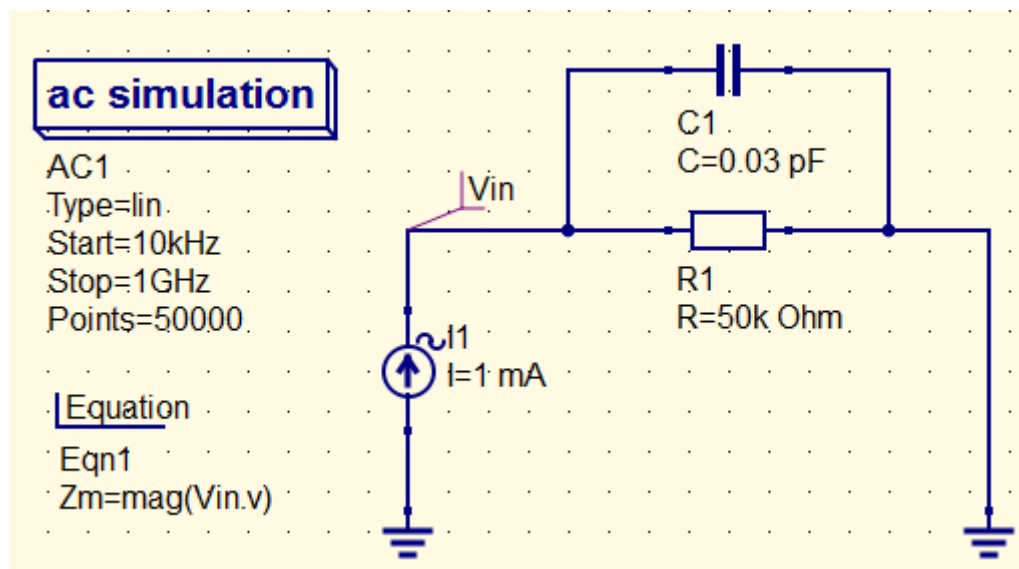 ac simulation
AC1
Type=lin
Start=10kHz
Stop=1GHz
Points=50000
Equation
Eqn1
Zm=mag(Vin.v)
Vin
I1
I=1 mA
C1
C=0.03 pF
R1
R=50k Ohm